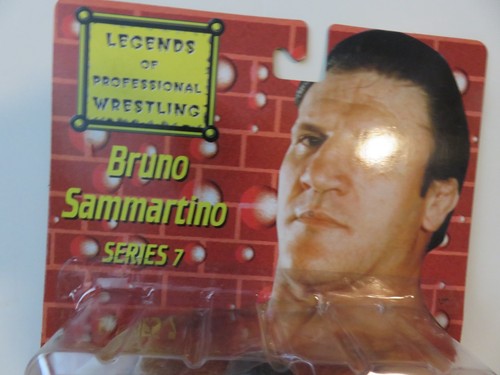 LEGENDS
OF
PROFESSIONAL
WRESTLING
Bruno
Sammartino
SERIES 7